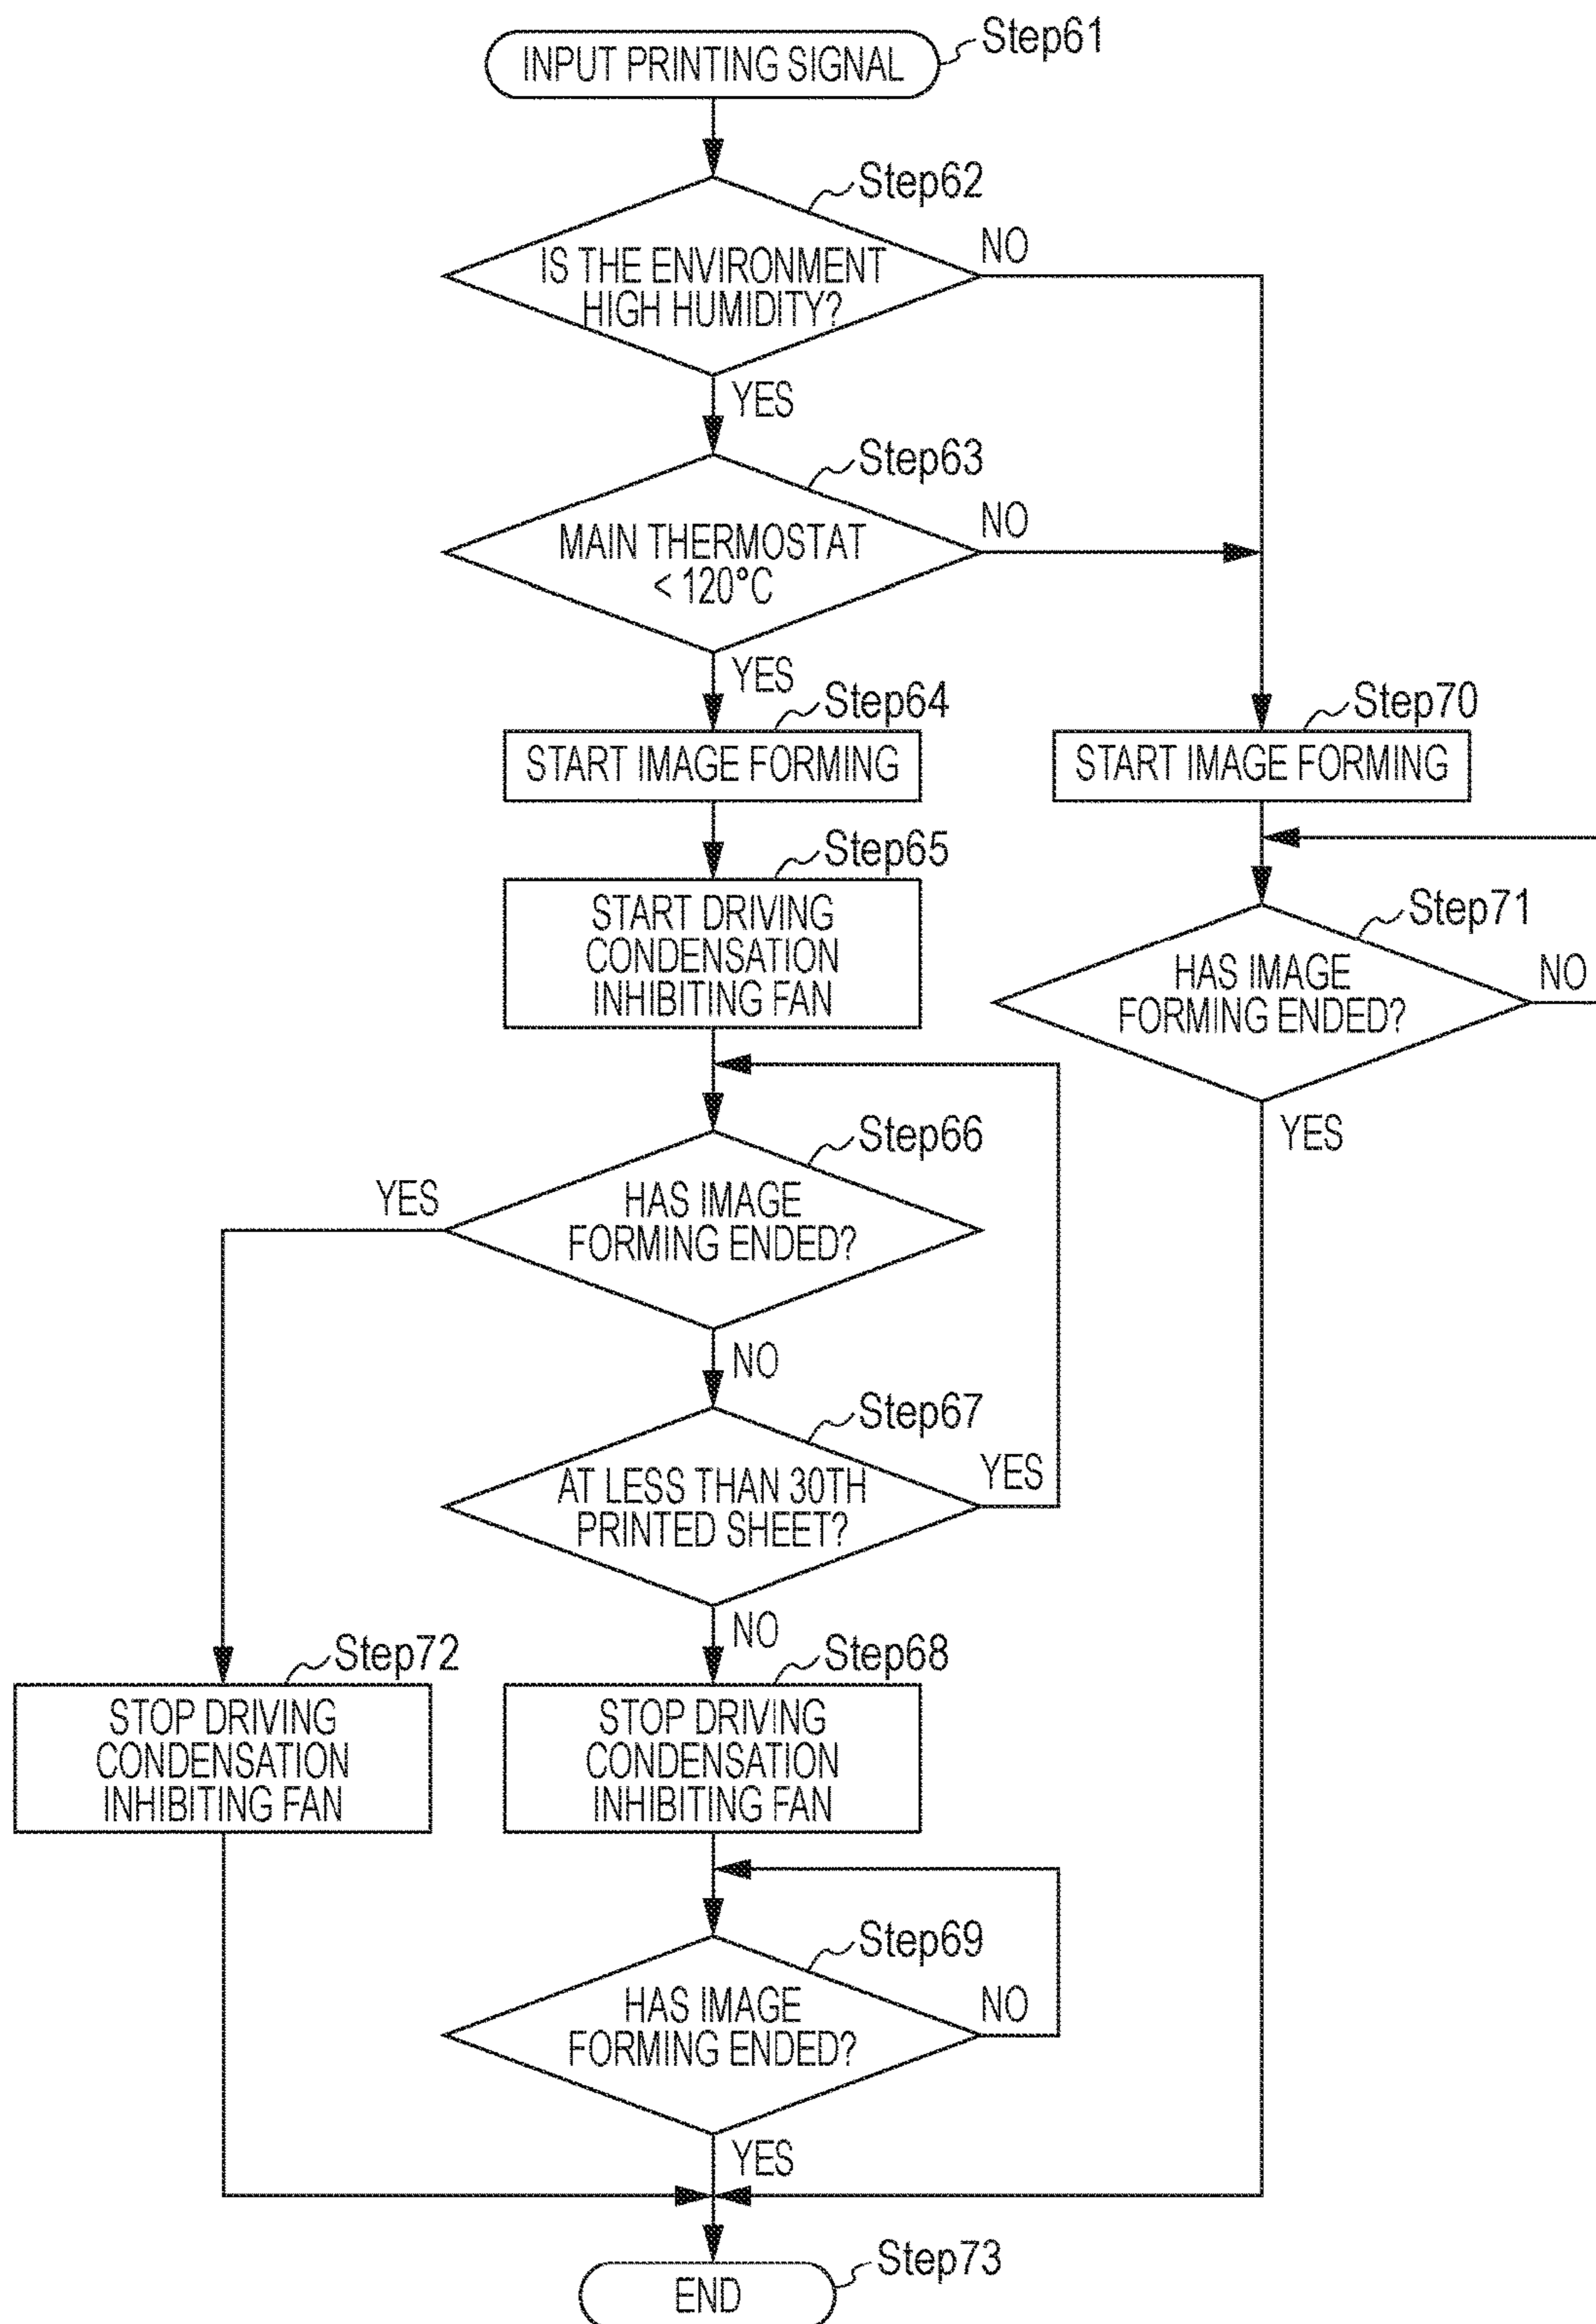 INPUT PRINTING SIGNAL
Step61
Step62
IS THE ENVIRONMENT
HIGH HUMIDITY?
NO
YES
Step63
MAIN THERMOSTAT
< 120°C
NO
YES
Step64
START IMAGE FORMING
Step70
START IMAGE FORMING
Step65
START DRIVING
CONDENSATION
INHIBITING FAN
Step71
HAS IMAGE
FORMING ENDED?
NO
YES
Step66
HAS IMAGE
FORMING ENDED?
YES
NO
Step67
AT LESS THAN 30TH
PRINTED SHEET?
YES
NO
Step72
STOP DRIVING
CONDENSATION
INHIBITING FAN
Step68
STOP DRIVING
CONDENSATION
INHIBITING FAN
Step69
HAS IMAGE
FORMING ENDED?
NO
YES
Step73
END